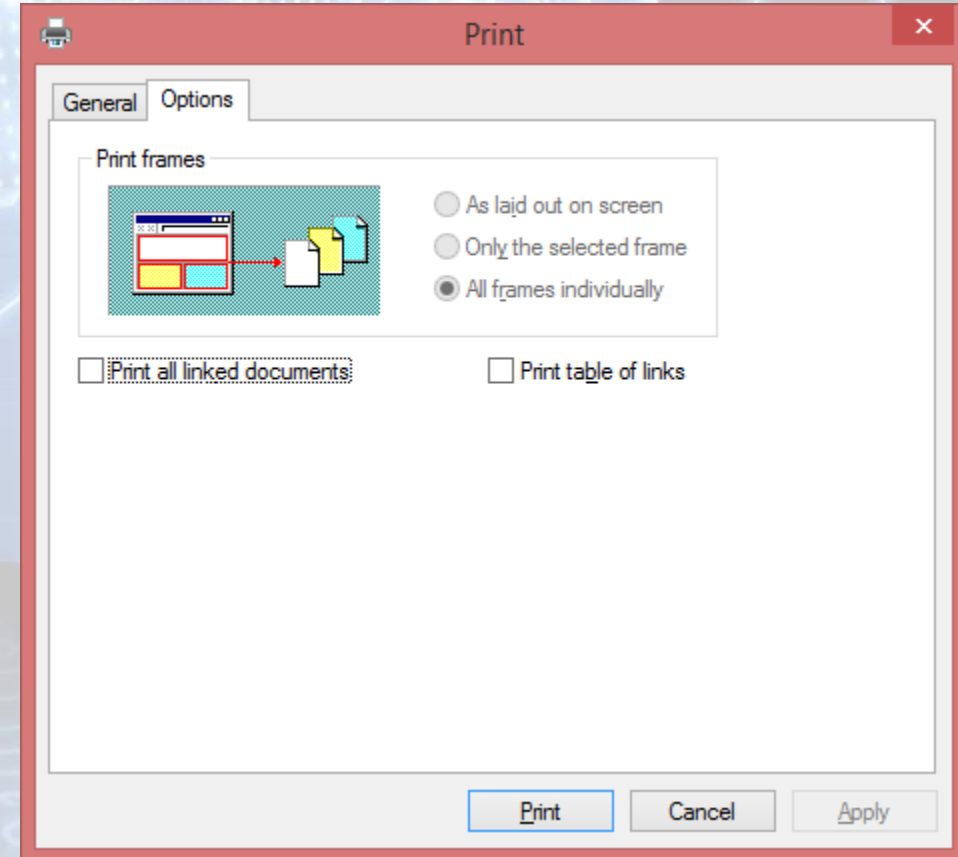 Print
General Options
Print frames
As laid out on screen
Only the selected frame
All frames individually
Print all linked documents Print table of links
Print Cancel Apply